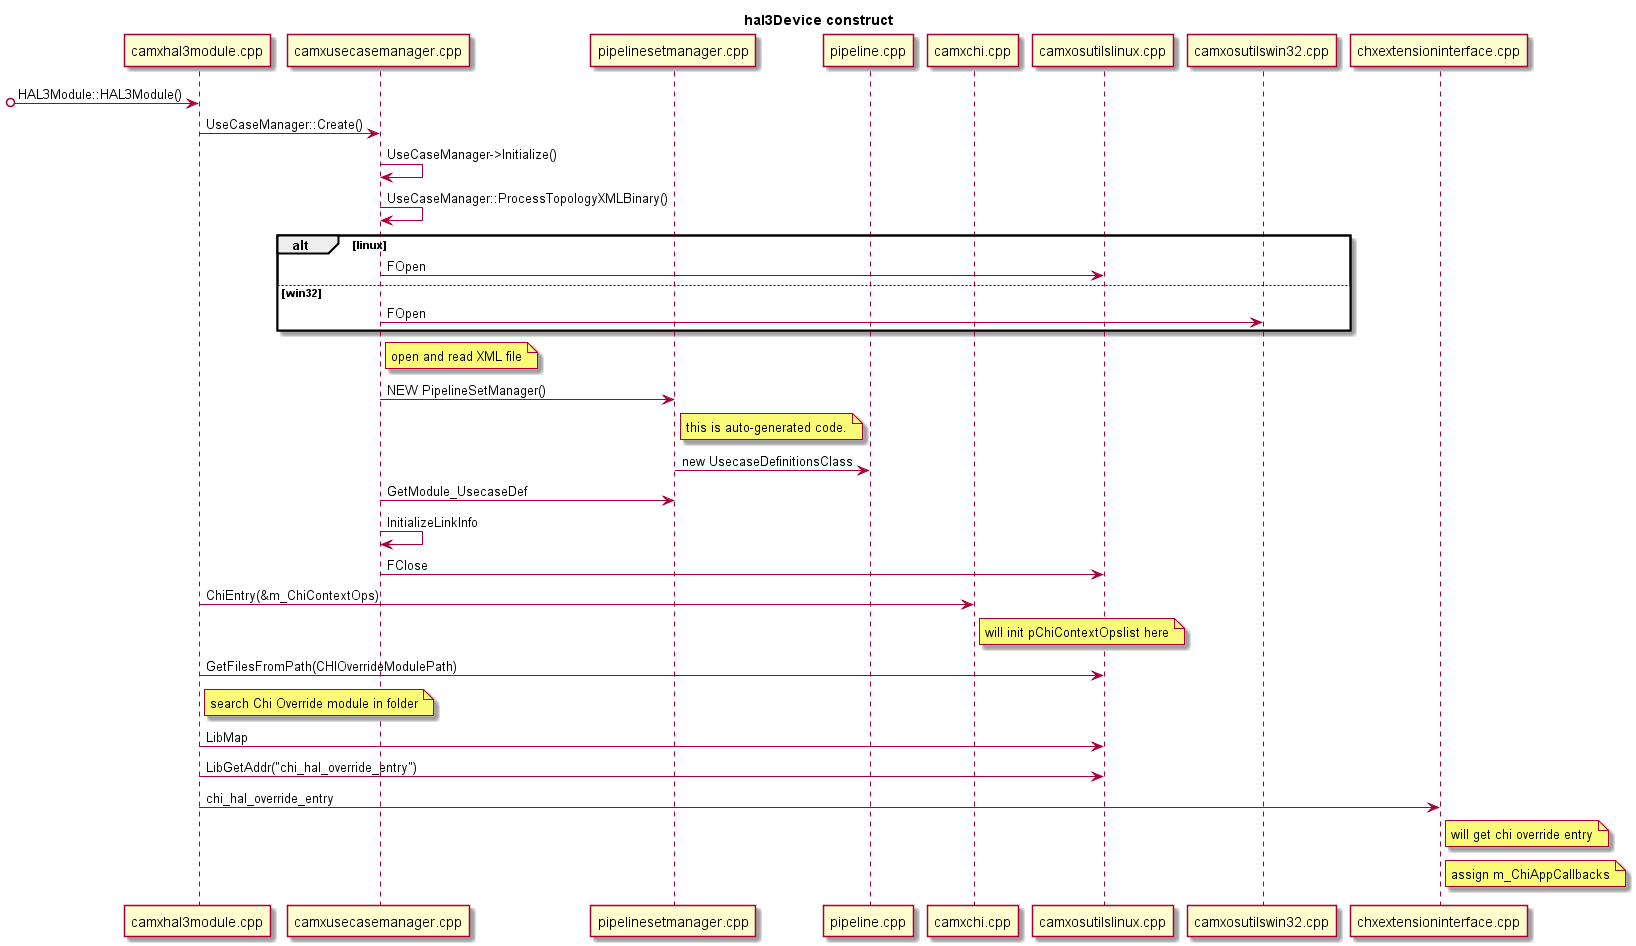 hal3Device construct
camxhal3module.cpp
camxusecasemanager.cpp
pipelinesetmanager.cpp
pipeline.cpp
camxchi.cpp
camxosutilslinux.cpp
camxosutilswin32.cpp
chxextensioninterface.cpp
HAL3Module::HAL3Module()
UseCaseManager::Create()
UseCaseManager->Initialize()
UseCaseManager::ProcessTopologyXMLBinary()
alt
[linux]
FOpen
[win32]
FOpen
open and read XML file
NEW PipelineSetManager()
this is auto-generated code.
new UsecaseDefinitionsClass
GetModule_UsecaseDef
InitializeLinkInfo
FClose
ChiEntry(&m_ChiContextOps)
will init pChiContextOpslist here
GetFilesFromPath(CHIOverrideModulePath)
search Chi Override module in folder
LibMap
LibGetAddr("chi_hal_override_entry")
chi_hal_override_entry
will get chi override entry
assign m_ChiAppCallbacks
camxhal3module.cpp
camxusecasemanager.cpp
pipelinesetmanager.cpp
pipeline.cpp
camxchi.cpp
camxosutilslinux.cpp
camxosutilswin32.cpp
chxextensioninterface.cpp